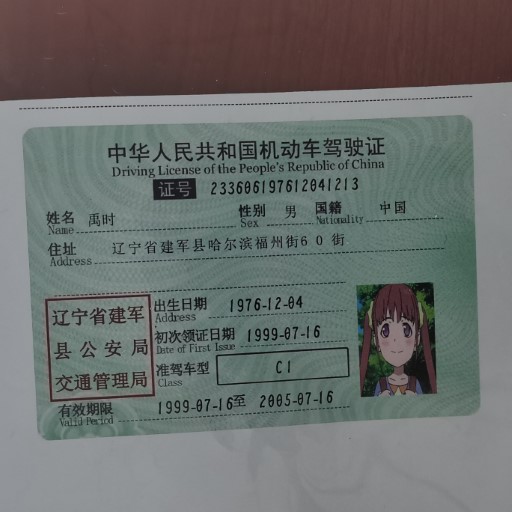 中华人民共和国机动车驾驶证
Driving License of the People's Republic of China
证号 233606197612041213
姓名 禹时 性别 男 国籍 中国
Name Sex Nationality
住址 辽宁省建军县哈尔滨福州街60街
Address
辽宁省建军
县公安局
交通管理局
出生日期 1976-12-04
Address
初次领证日期 1999-07-16
Date of First Issue
准驾车型 C1
Class
有效期限 1999-07-16至 2005-07-16
Valid Period